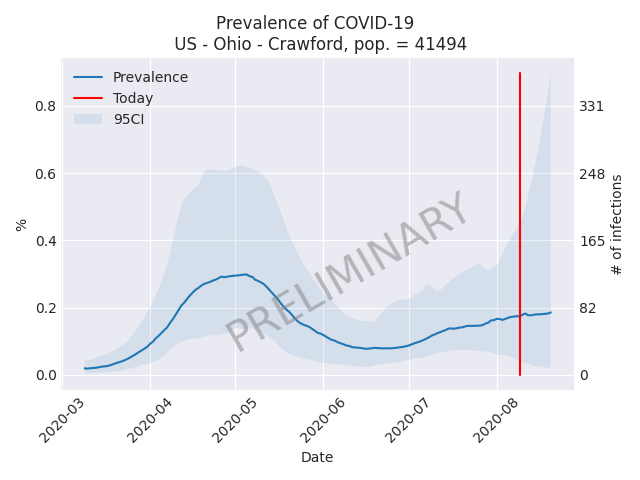 Prevalence of COVID-19
US - Ohio - Crawford, pop. = 41494
Prevalence
Today
95CI
0.8
0.6
0.4
0.2
0.0
%
331
248
165
82
0
# of infections
PRELIMINARY
2020-03
2020-04
2020-05
2020-06
2020-07
2020-08
Date